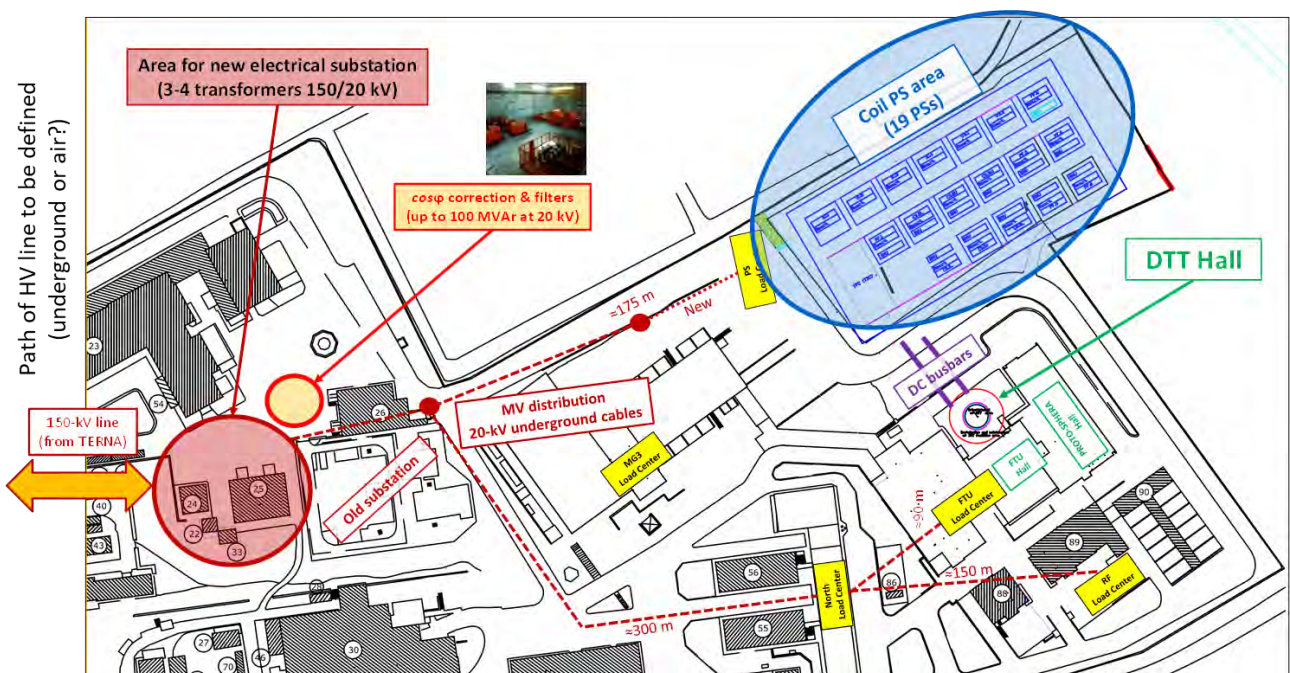 Path of HV line to be defined
(underground or air?)
Area for new electrical substation
(3-4 transformers 150/20 kV)
cosφ correction & filters
(up to 100 MVAr at 20 kV)
Coil PS area
(19 PSs)
DTT Hall
PS
≈175 m
New
DC busbars
150-kV line
(from TERNA)
MV distribution
20-kV underground cables
Old substation
MG3
Load Center
FTU
Load Center
FTU
Hall
PROTO-SPHERA
Hall
North
Load Center
RF
Load Center
≈90 m
≈150 m
≈300 m
23
54
26
24
25
22
33
40
43
28
27
70
46
30
56
55
86
88
89
90